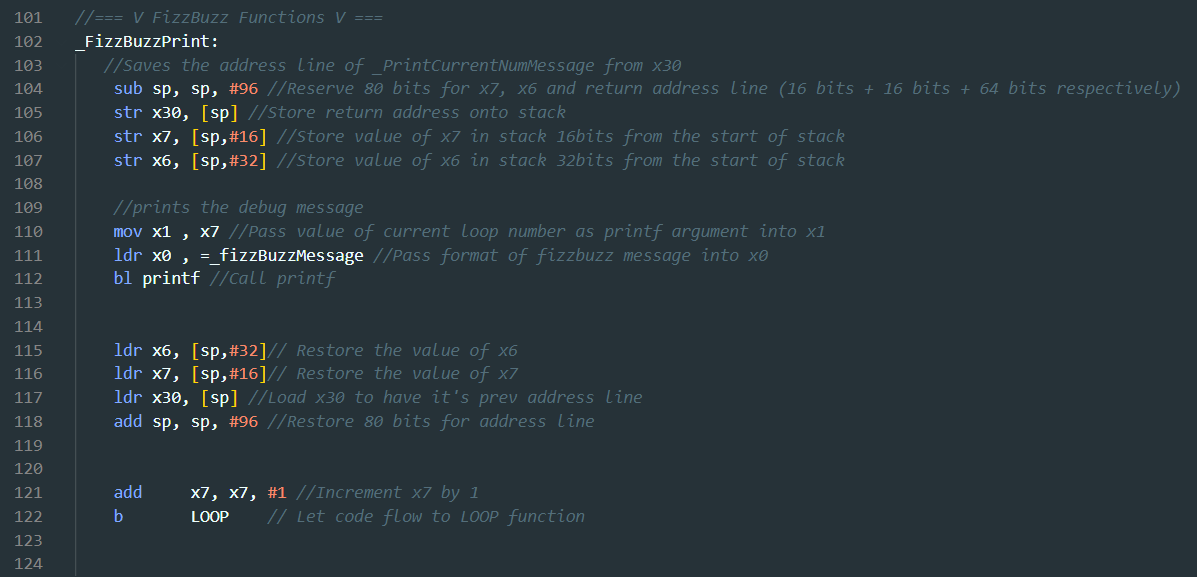 101 //=== V FizzBuzz Functions V ===
102 _FizzBuzzPrint:
103 //Saves the address line of _PrintCurrentNumMessage from x30
104 sub sp, sp, #96 //Reserve 80 bits for x7, x6 and return address line (16 bits + 16 bits + 64 bits respectively)
105 str x30, [sp] //Store return address onto stack
106 str x7, [sp,#16] //Store value of x7 in stack 16bits from the start of stack
107 str x6, [sp,#32] //Store value of x6 in stack 32bits from the start of stack
108
109 //prints the debug message
110 mov x1 , x7 //Pass value of current loop number as printf argument into x1
111 ldr x0 , =_fizzBuzzMessage //Pass format of fizzbuzz message into x0
112 bl printf //Call printf
113
114
115 ldr x6, [sp,#32]// Restore the value of x6
116 ldr x7, [sp,#16]// Restore the value of x7
117 ldr x30, [sp] //Load x30 to have it's prev address line
118 add sp, sp, #96 //Restore 80 bits for address line
119
120
121 add x7, x7, #1 //Increment x7 by 1
122 b LOOP // Let code flow to LOOP function
123
124